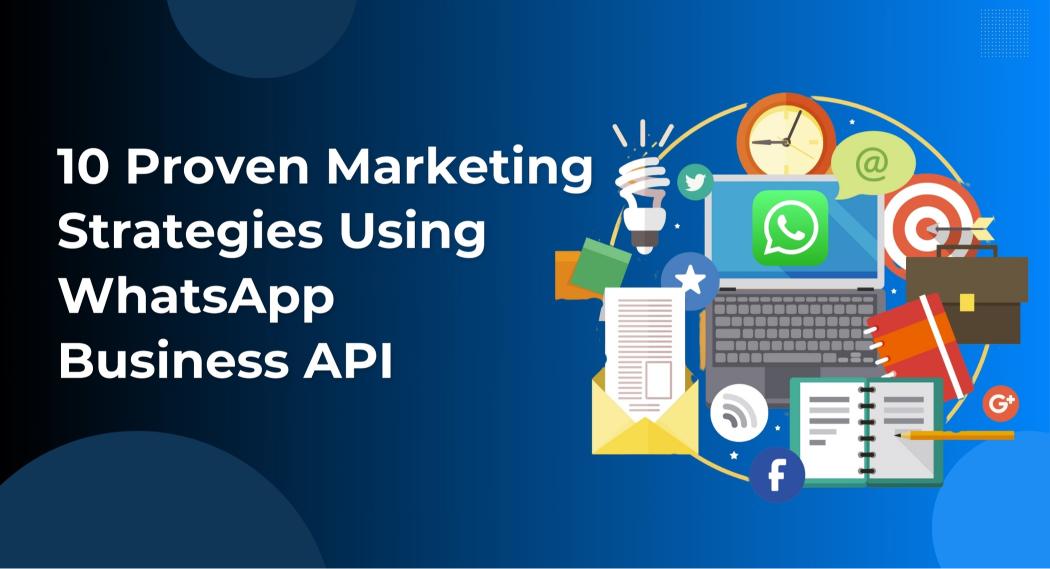 10 Proven Marketing
Strategies Using
WhatsApp
Business API
@
f
G+